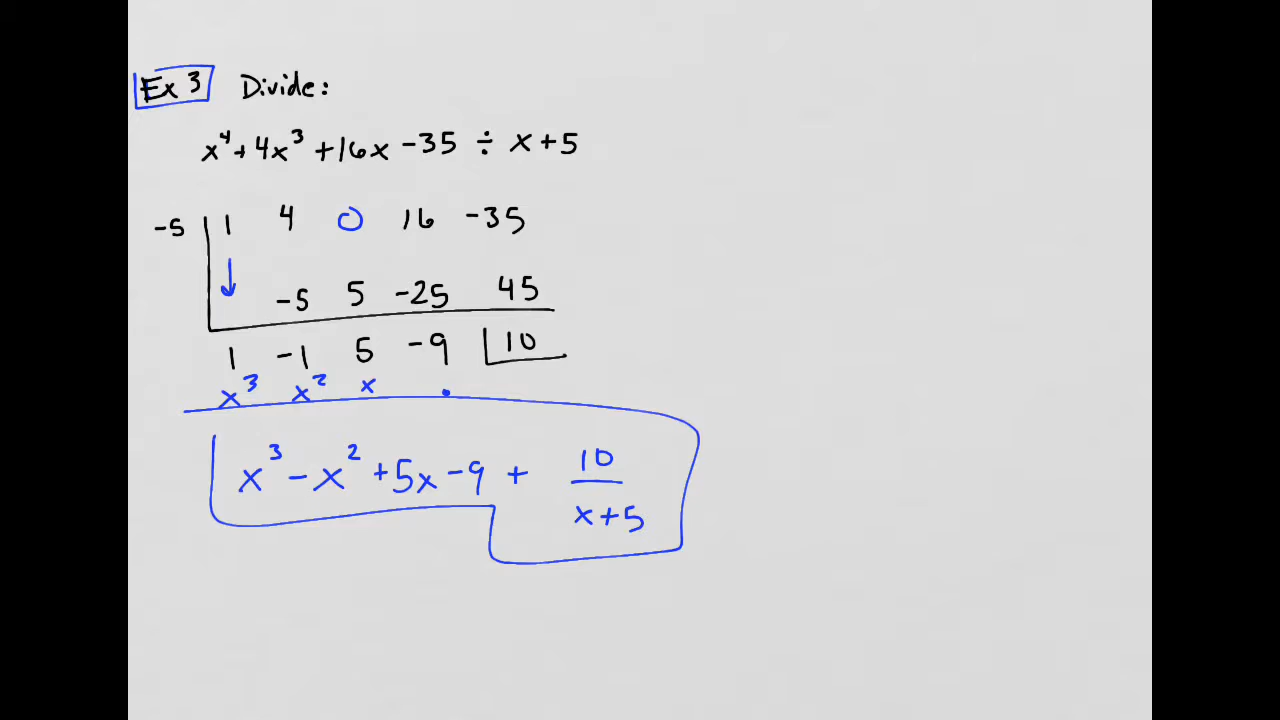 Ex 3 Divide:
x⁴+4x³+16x-35 ÷ x+5
-5 1 4 0 16 -35
-5 5 -25 45
1 -1 5 -9 10
x³ x² x .
x³-x²+5x-9+ 10/x+5